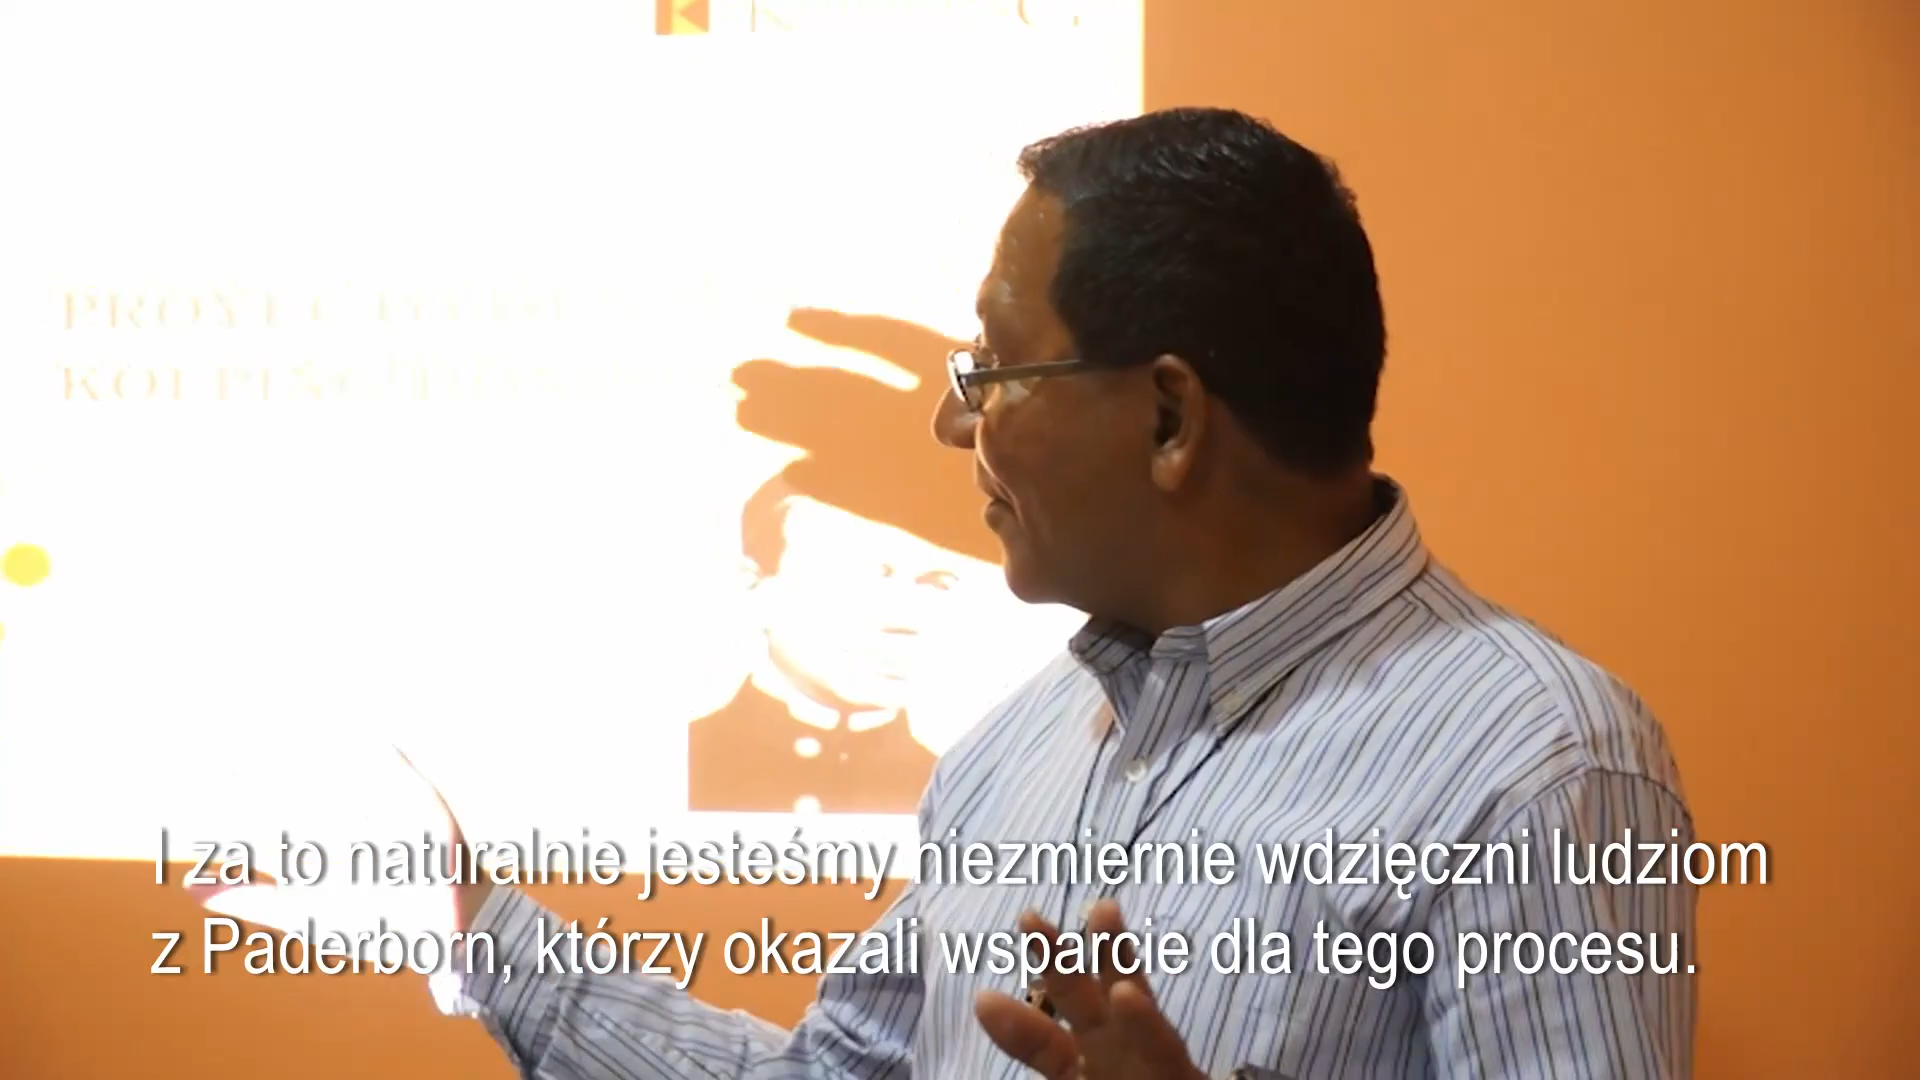 I za to naturalnie jesteśmy niezmiernie wdzięczni ludziom
z Paderborn, którzy okazali wsparcie dla tego procesu.